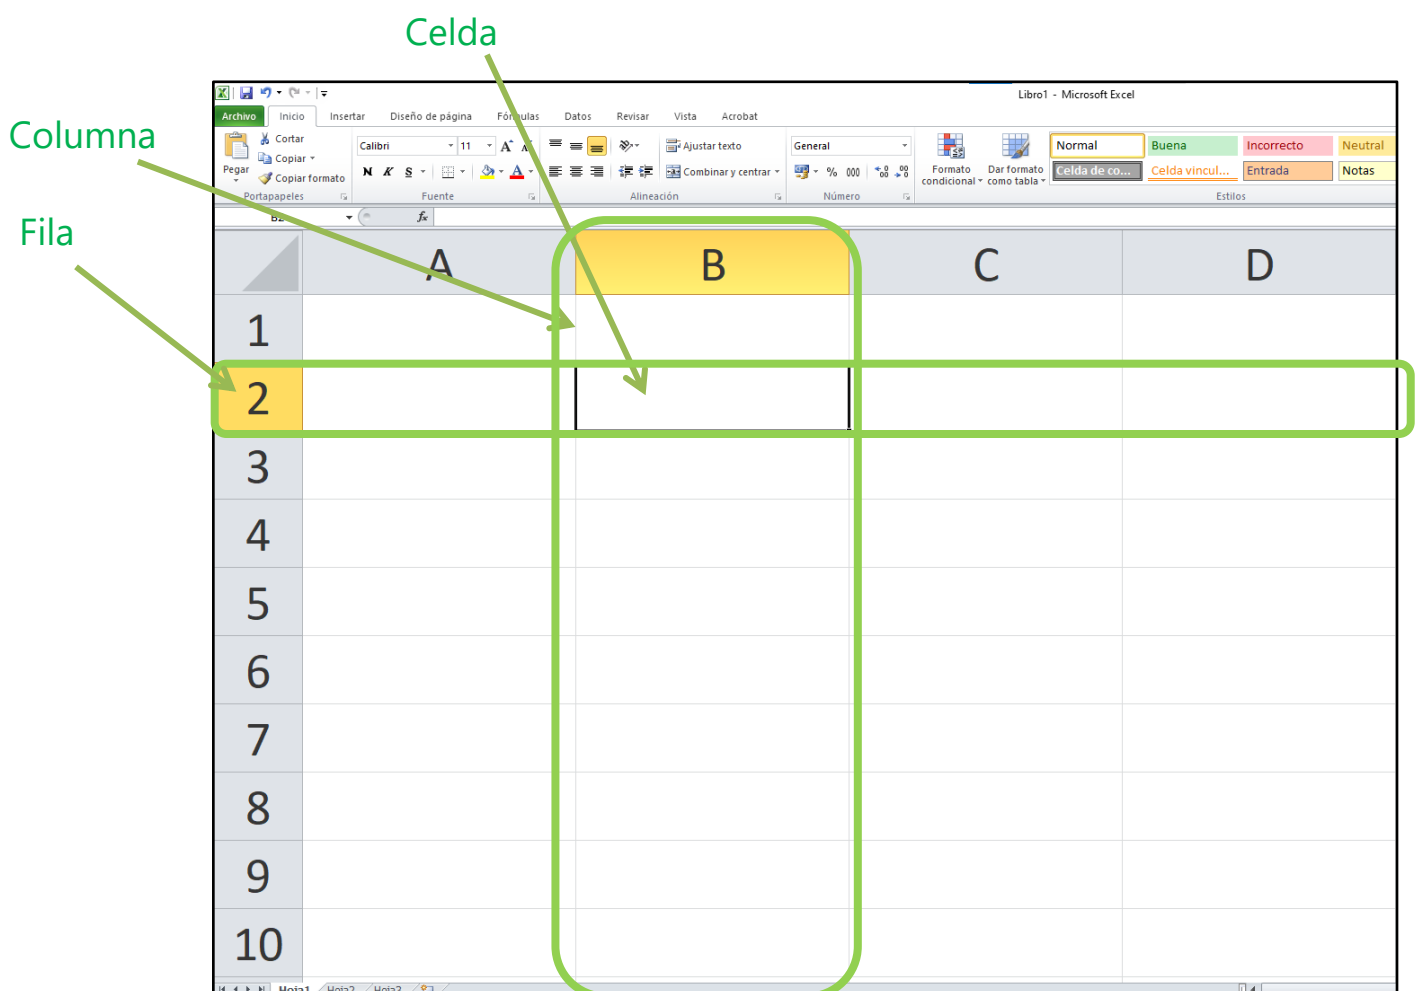 Celda
Columna
Fila
Libro1 - Microsoft Excel
Archivo Inicio Insertar Diseño de página Fórmulas Datos Revisar Vista Acrobat
Pegar
Cortar
Copiar
Copiar formato
Portapapeles
Calibri 11
N K S
Fuente
Ajustar texto
Combinar y centrar
Alineación
General
% 000
Número
Formato condicional
Dar formato como tabla
Normal Buena Incorrecto Neutral
Celda de co... Celda vincul... Entrada Notas
Estilos
B2 fx
A B C D
1
2
3
4
5
6
7
8
9
10
Hoja1 Hoja2 Hoja3